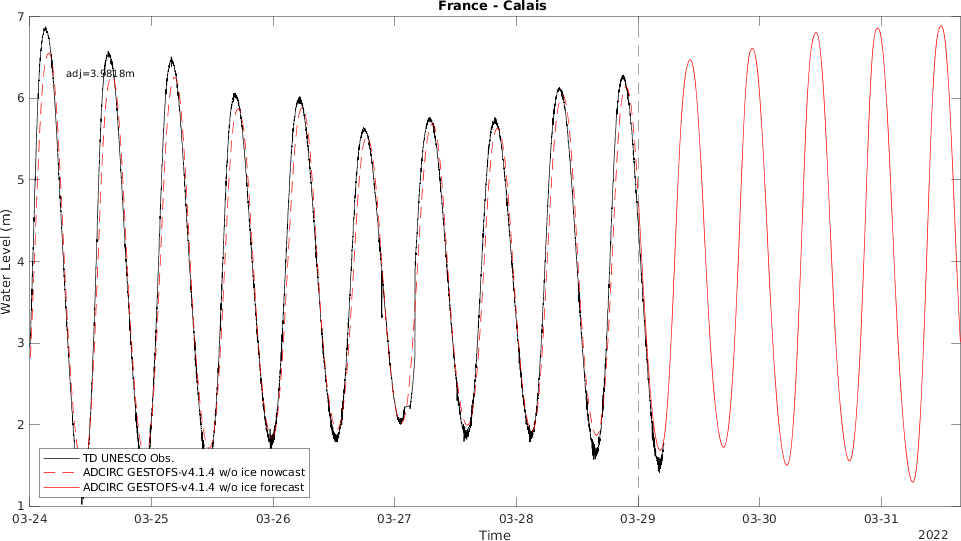 France - Calais
7
adj=3.9818m
6
5
4
3
2
1
Water Level (m)
TD UNESCO Obs.
ADCIRC GESTOFS-v4.1.4 w/o ice nowcast
ADCIRC GESTOFS-v4.1.4 w/o ice forecast
03-24 03-25 03-26 03-27 03-28 03-29 03-30 03-31
Time
2022